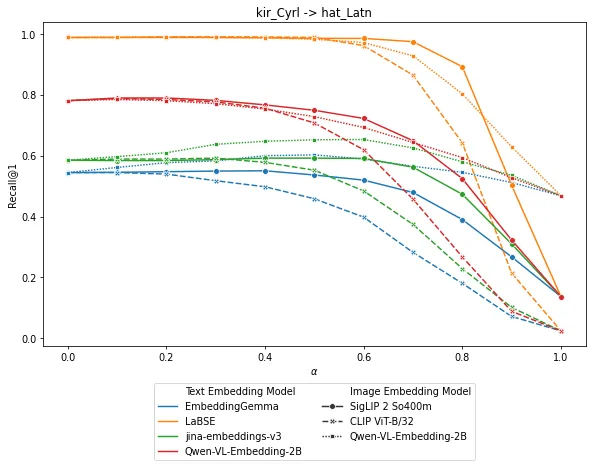 kir_Cyrl -> hat_Latn
Recall@1
1.0
0.8
0.6
0.4
0.2
0.0
0.0 0.2 0.4 0.6 0.8 1.0
α
Text Embedding Model Image Embedding Model
EmbeddingGemma SigLIP 2 So400m
LaBSE CLIP ViT-B/32
jina-embeddings-v3 Qwen-VL-Embedding-2B
Qwen-VL-Embedding-2B